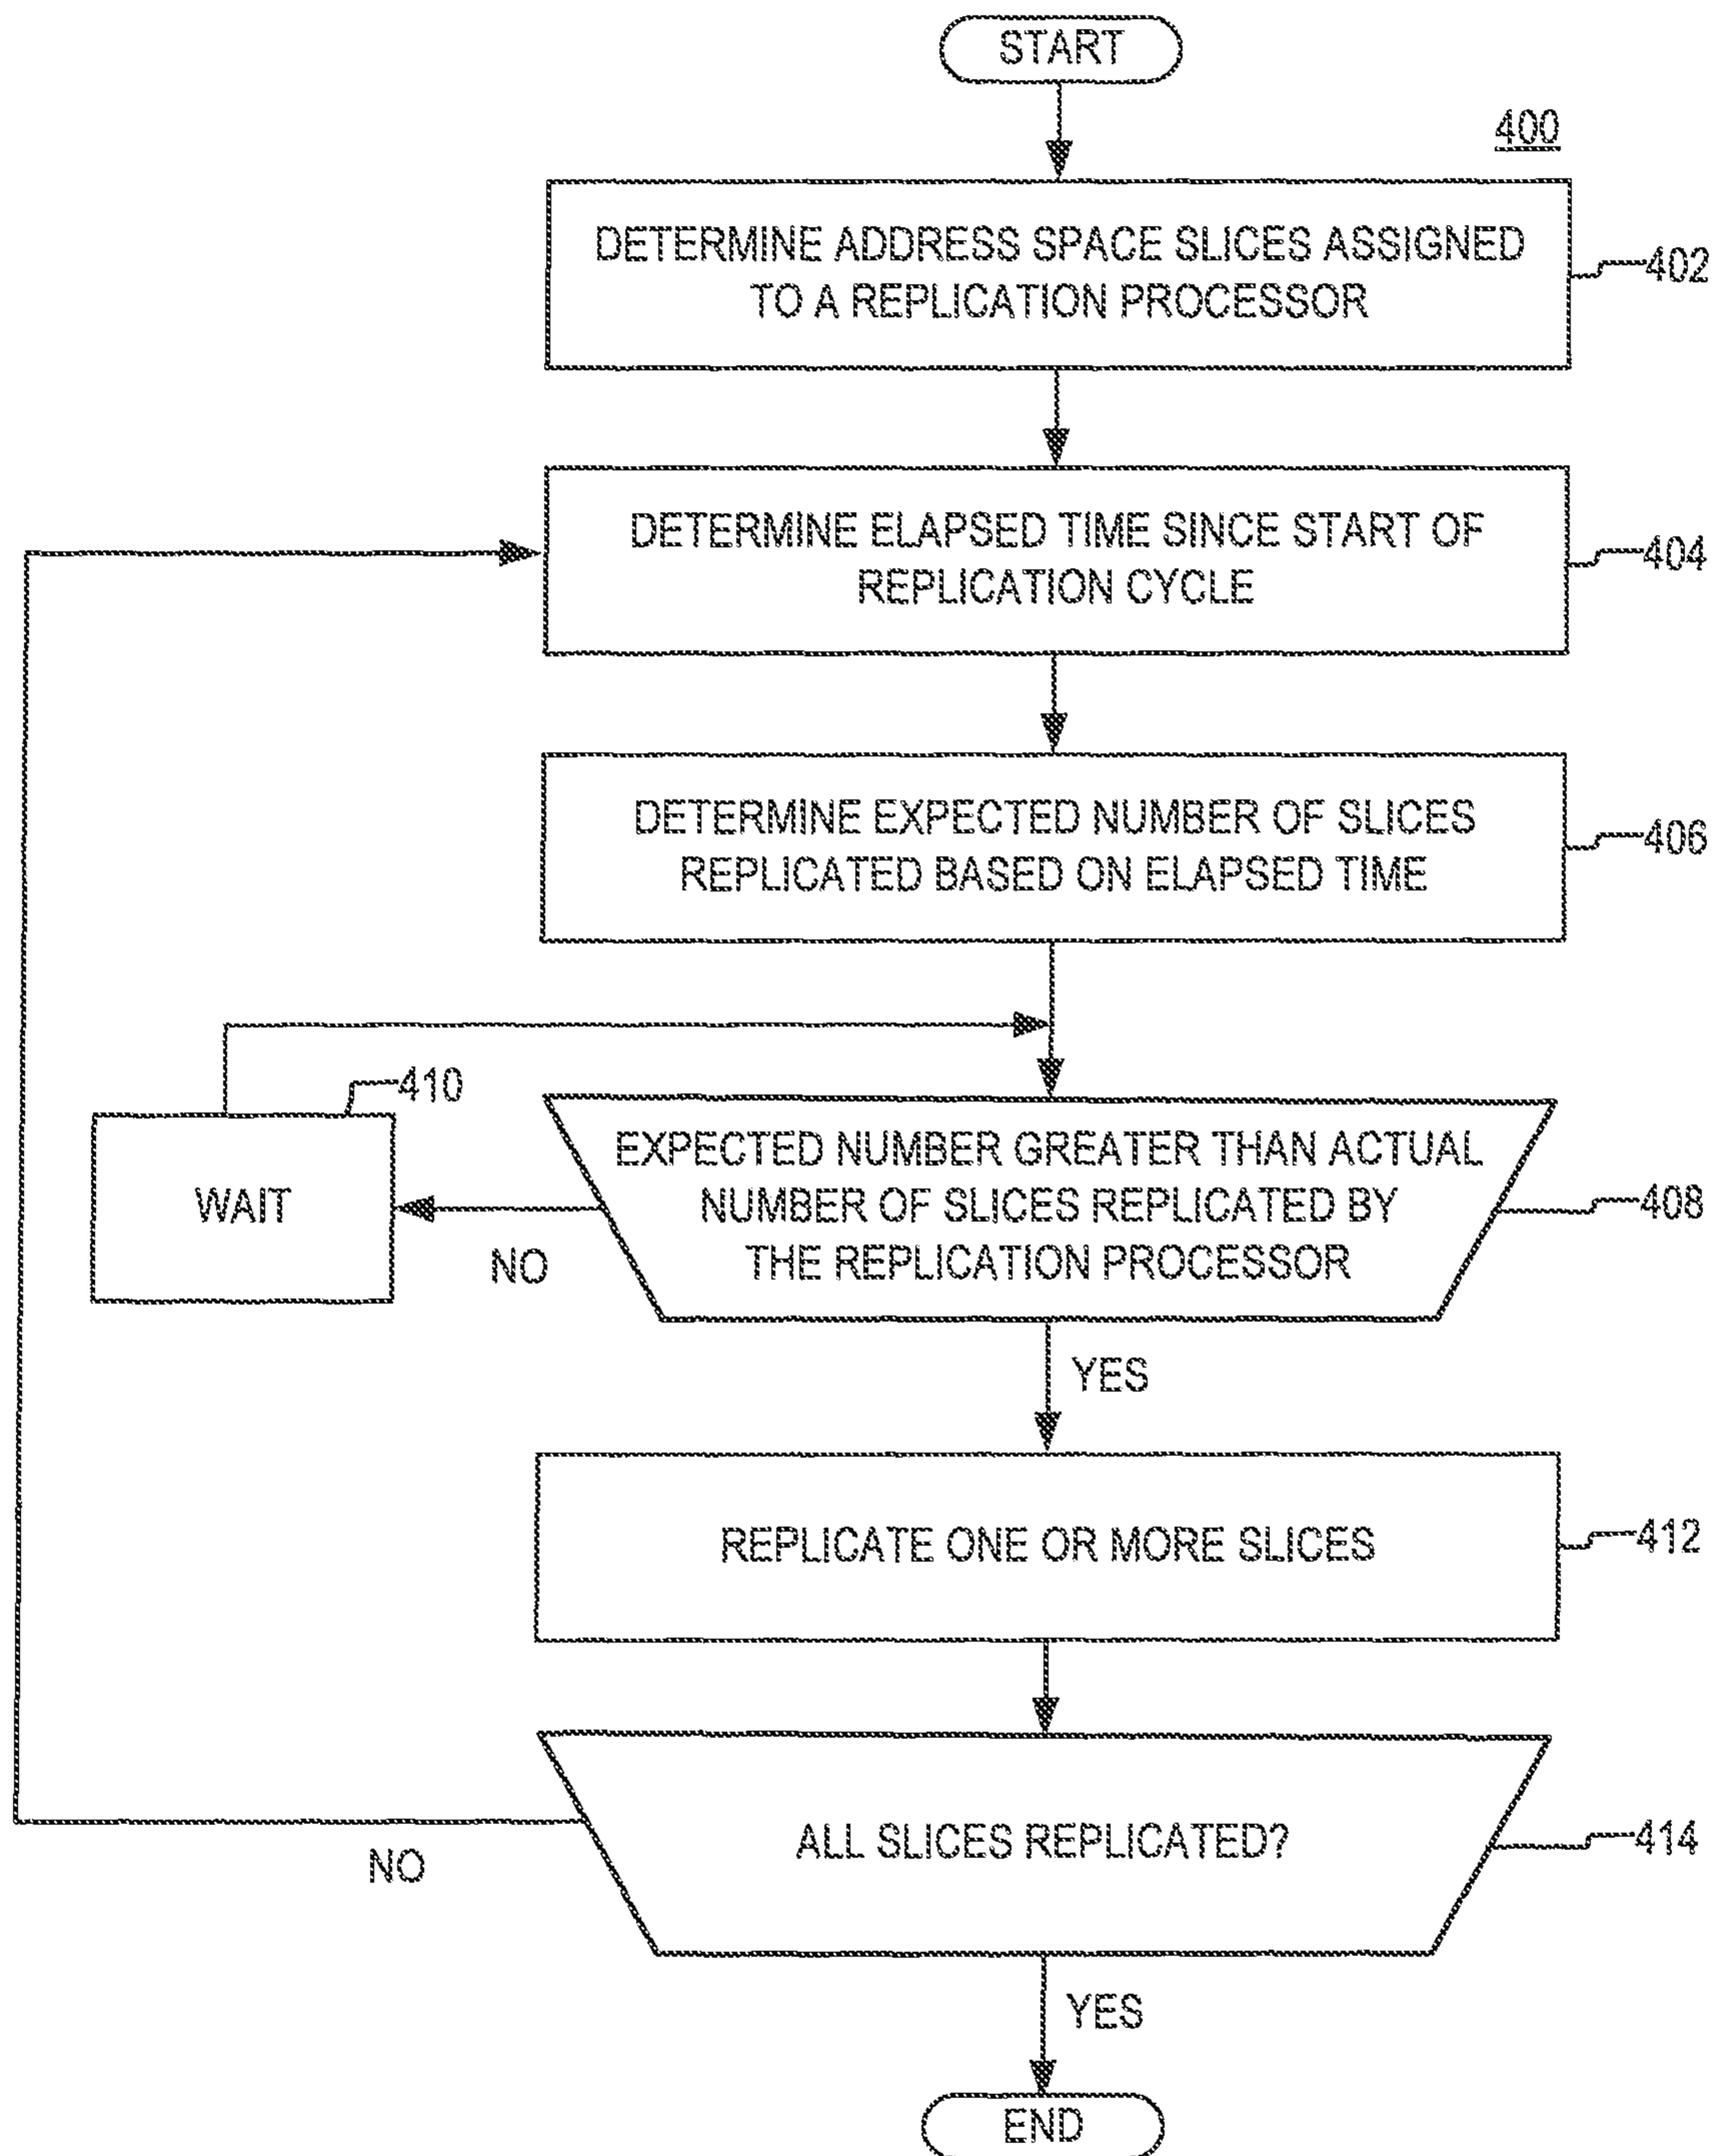 START
400
DETERMINE ADDRESS SPACE SLICES ASSIGNED
TO A REPLICATION PROCESSOR
402
DETERMINE ELAPSED TIME SINCE START OF
REPLICATION CYCLE
404
DETERMINE EXPECTED NUMBER OF SLICES
REPLICATED BASED ON ELAPSED TIME
406
410
WAIT
NO
EXPECTED NUMBER GREATER THAN ACTUAL
NUMBER OF SLICES REPLICATED BY
THE REPLICATION PROCESSOR
408
YES
REPLICATE ONE OR MORE SLICES
412
ALL SLICES REPLICATED?
414
NO
YES
END